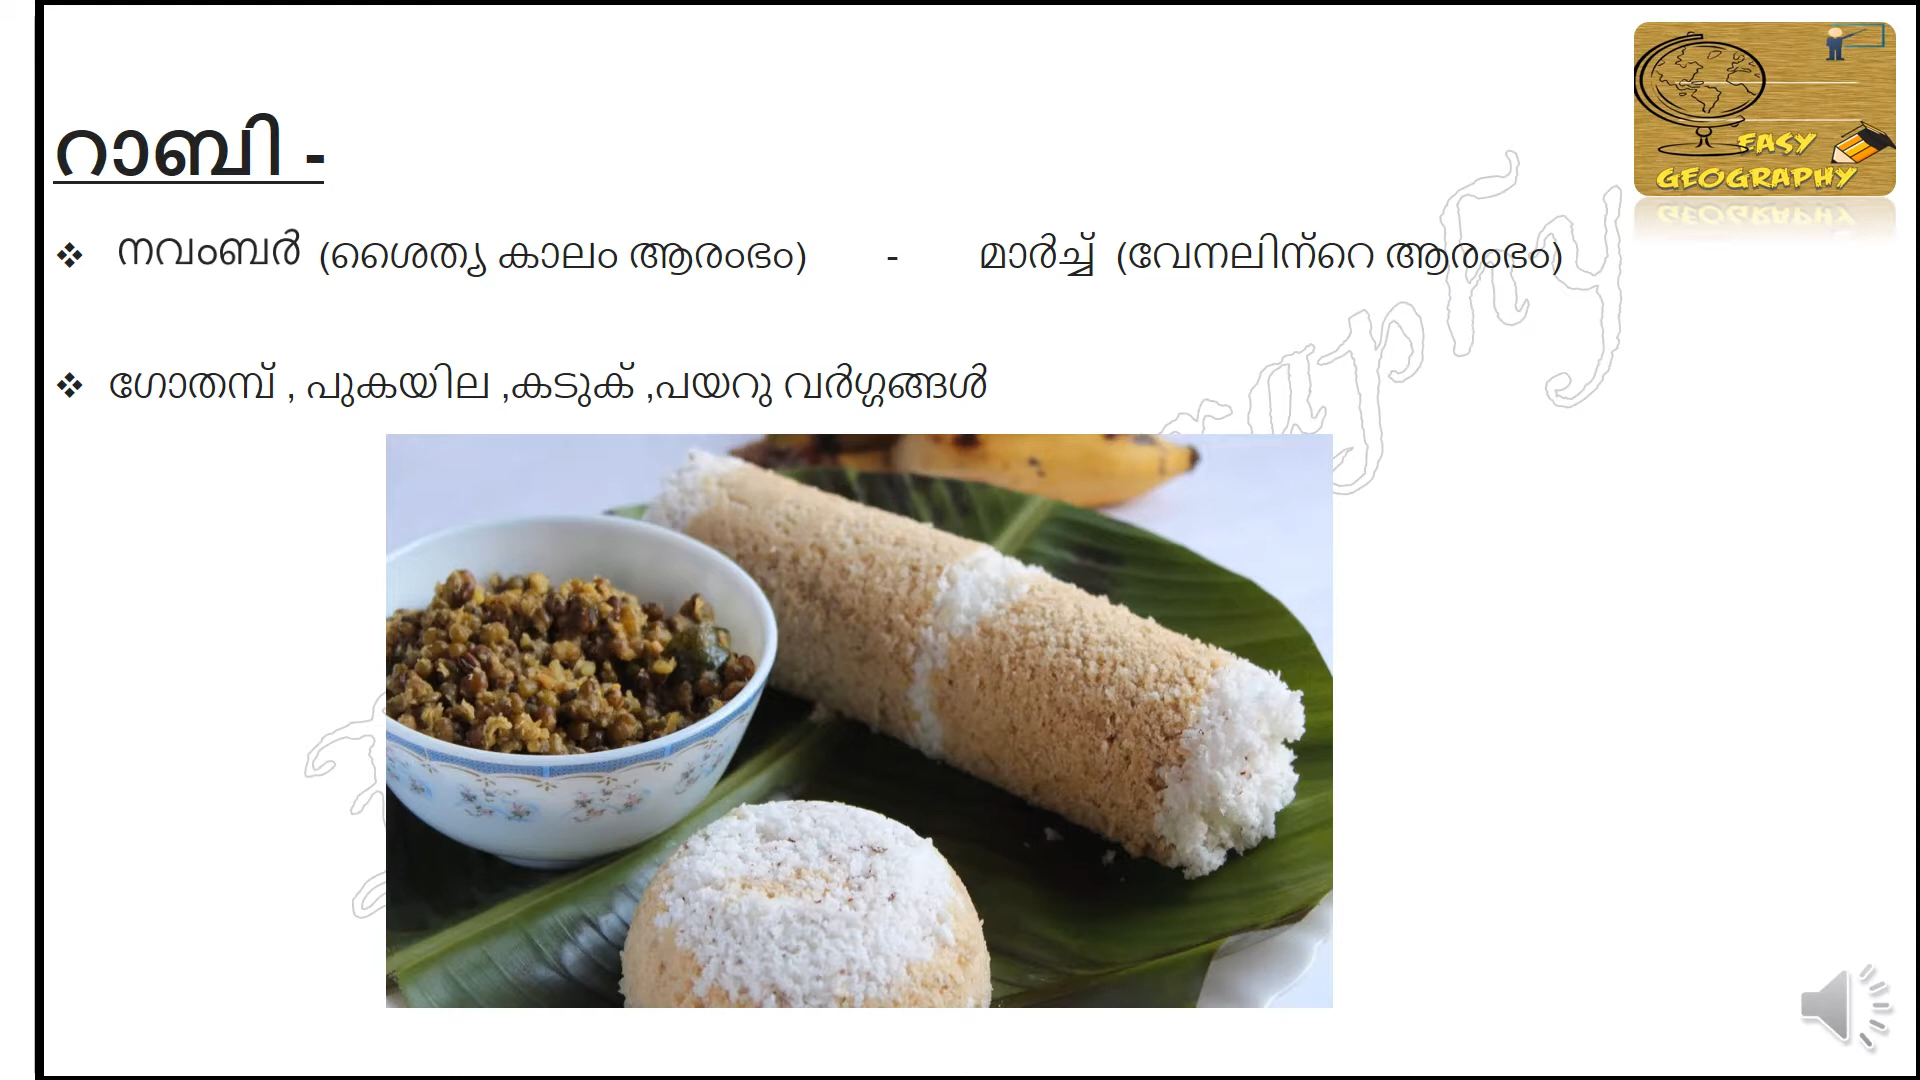 റാബി -
❖ നവംബർ (ശൈത്യ കാലം ആരംഭം) - മാർച്ച് (വേനലിന്റെ ആരംഭം)
❖ ഗോതമ്പ് , പുകയില ,കടുക് ,പയറു വർഗ്ഗങ്ങൾ
EASY
GEOGRAPHY